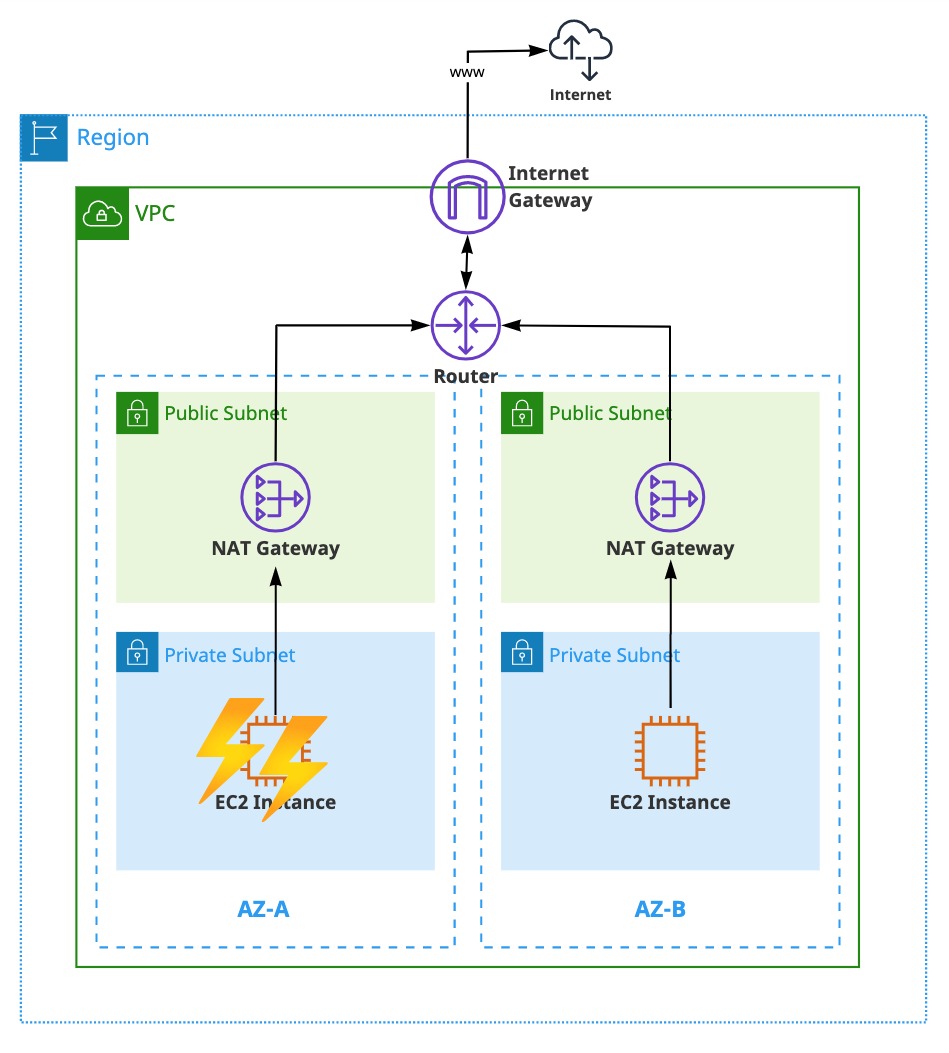 www
Internet
Region
Internet
Gateway
VPC
Router
Public Subnet
Public Subnet
NAT Gateway
NAT Gateway
Private Subnet
Private Subnet
EC2 Instance
EC2 Instance
AZ-A
AZ-B